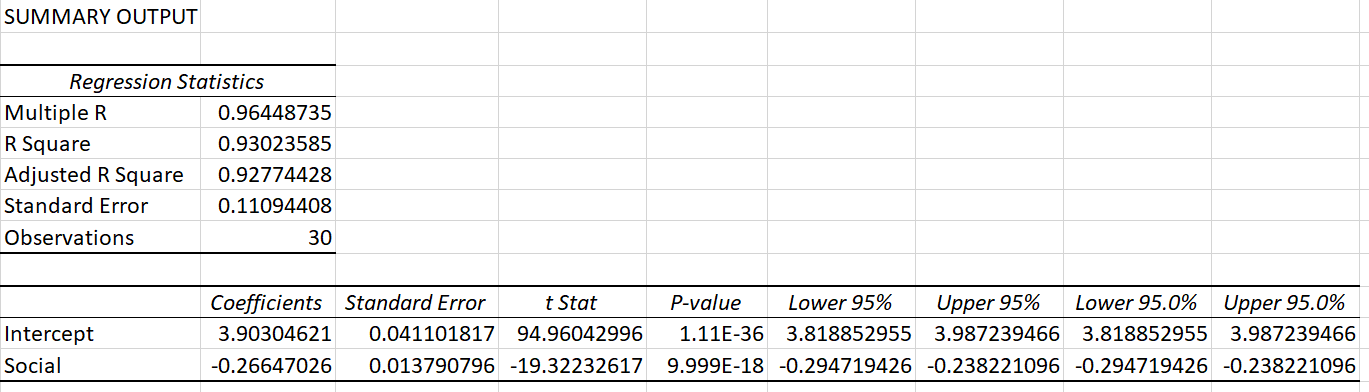 SUMMARY OUTPUT
Regression Statistics
Multiple R 0.96448735
R Square 0.93023585
Adjusted R Square 0.92774428
Standard Error 0.11094408
Observations 30
Coefficients Standard Error t Stat P-value Lower 95% Upper 95% Lower 95.0% Upper 95.0%
Intercept 3.90304621 0.041101817 94.96042996 1.11E-36 3.818852955 3.987239466 3.818852955 3.987239466
Social -0.26647026 0.013790796 -19.32232617 9.999E-18 -0.294719426 -0.238221096 -0.294719426 -0.238221096